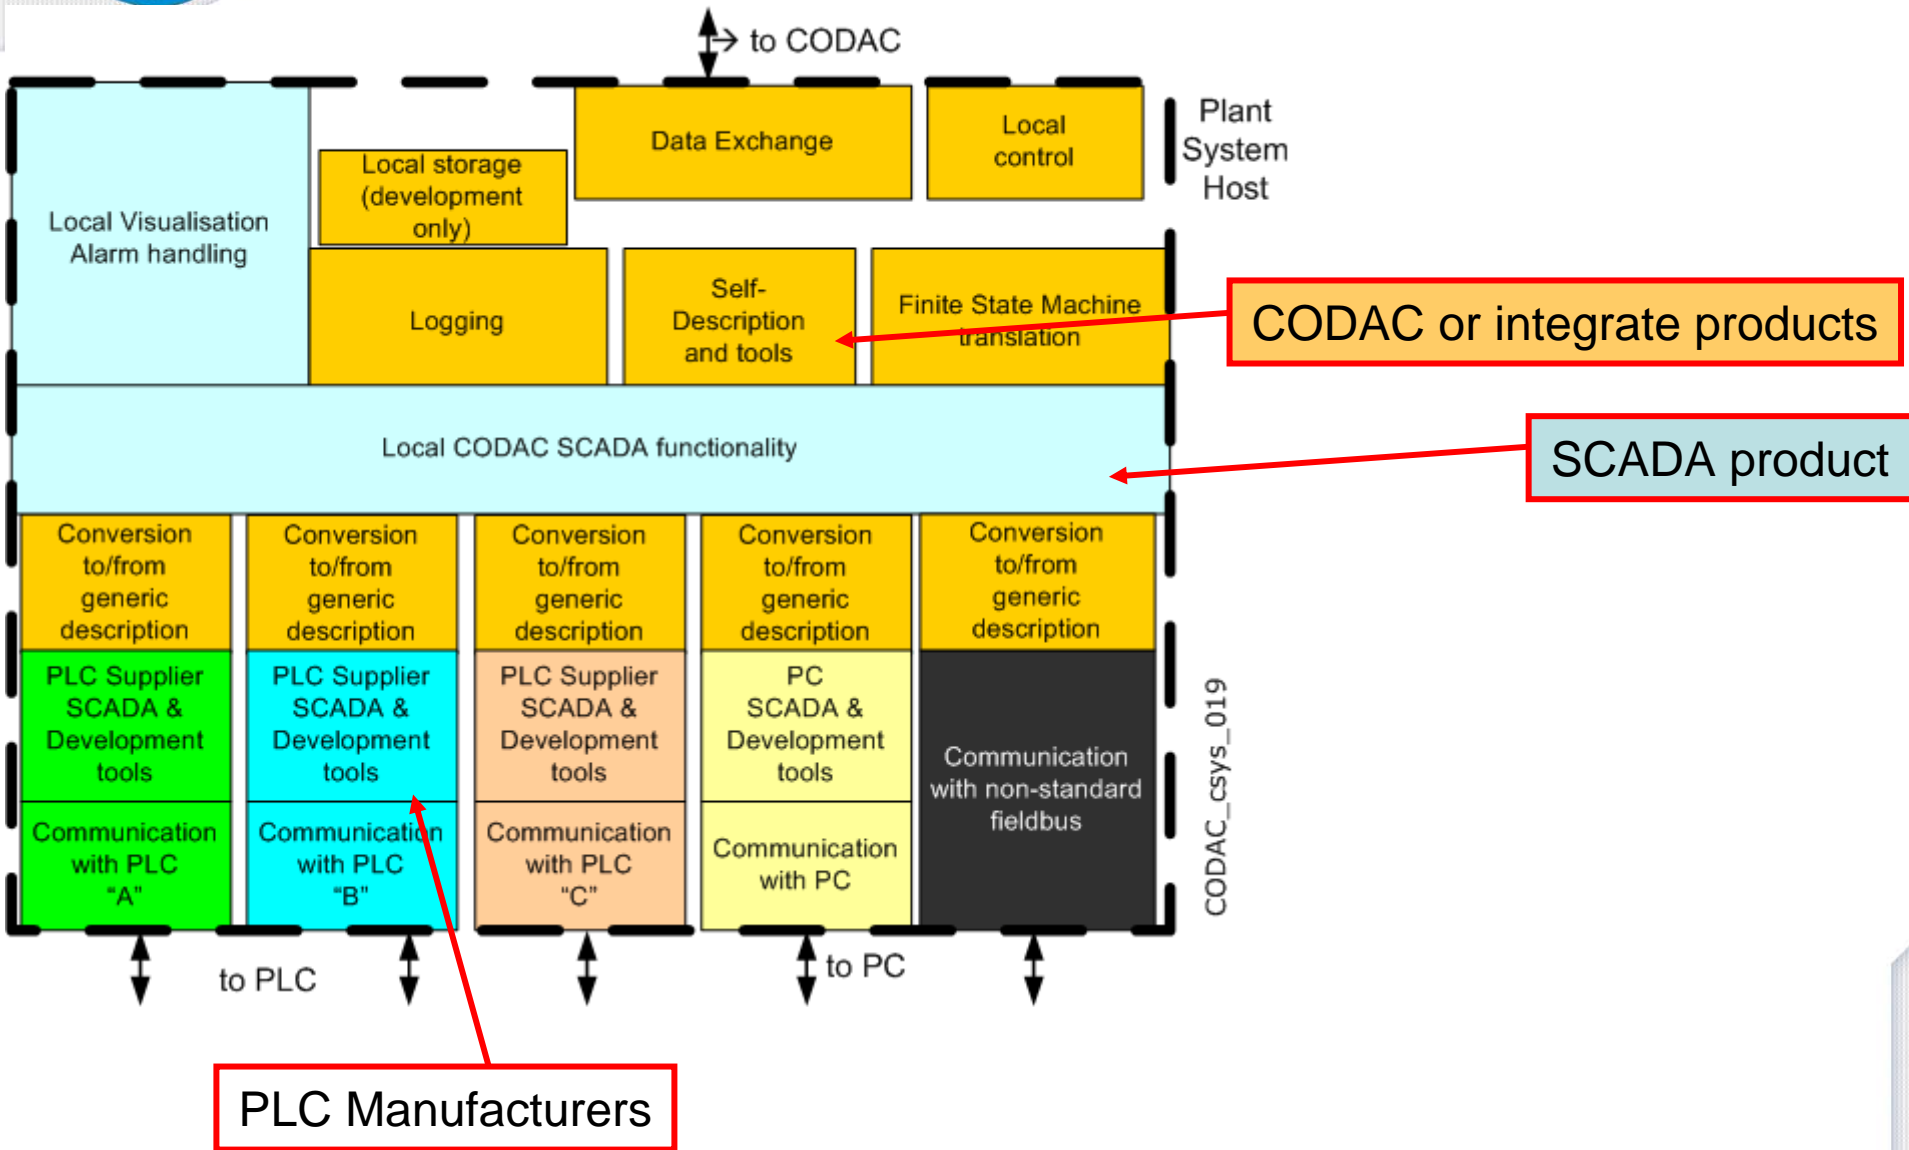 to CODAC
Plant
System
Host
Local Visualisation
Alarm handling
Local storage
(development
only)
Data Exchange
Local
control
Logging
Self-
Description
and tools
Finite State Machine
translation
CODAC or integrate products
Local CODAC SCADA functionality
SCADA product
Conversion
to/from
generic
description
Conversion
to/from
generic
description
Conversion
to/from
generic
description
Conversion
to/from
generic
description
Conversion
to/from
generic
description
PLC Supplier
SCADA &
Development
tools
PLC Supplier
SCADA &
Development
tools
PLC Supplier
SCADA &
Development
tools
PC
SCADA &
Development
tools
Communication
with non-standard
fieldbus
Communication
with PLC
“A”
Communication
with PLC
“B”
Communication
with PLC
“C”
Communication
with PC
CODAC_csys_019
to PLC
to PC
PLC Manufacturers